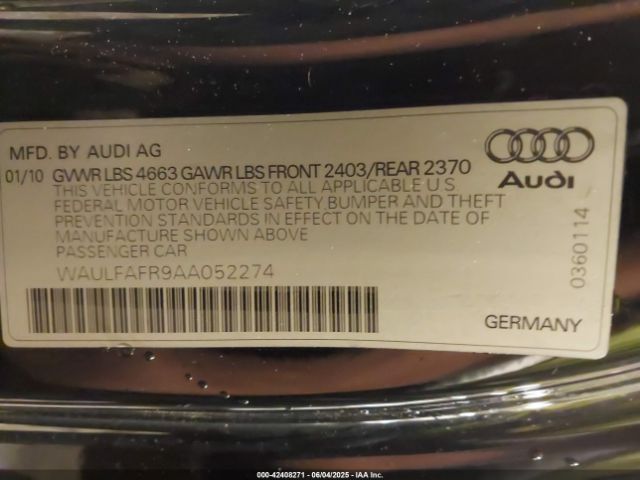 MFD. BY AUDI AG
01/10 GVWR LBS 4663 GAWR LBS FRONT 2403/REAR 2370
THIS VEHICLE CONFORMS TO ALL APPLICABLE U S
FEDERAL MOTOR VEHICLE SAFETY,BUMPER AND THEFT
PREVENTION STANDARDS IN EFFECT ON THE DATE OF
MANUFACTURE SHOWN ABOVE
PASSENGER CAR
WAULFAFR9AA052274
Audi
0360114
GERMANY
000-42408271 - 06/04/2025 - IAA Inc.